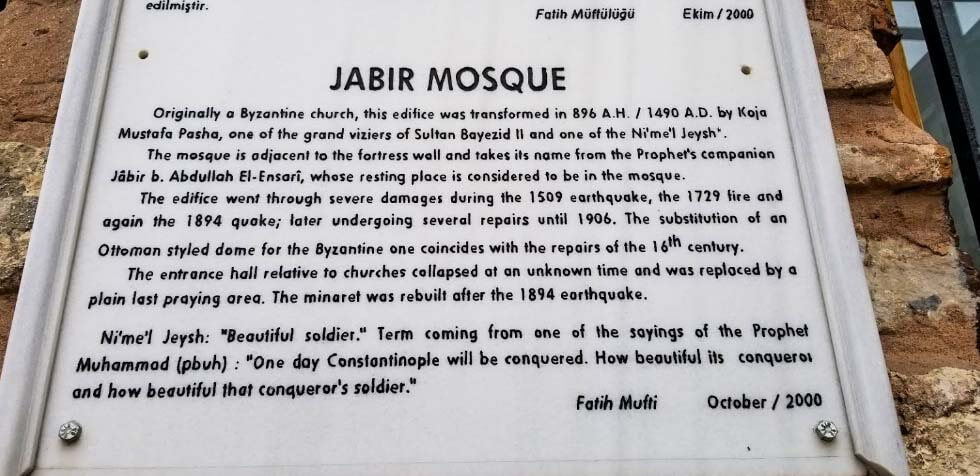 edilmiştir.
Fatih Müftülüğü Ekim / 2000
JABIR MOSQUE
Originally a Byzantine church, this edifice was transformed in 896 A.H. / 1490 A.D. by Koja
Mustafa Pasha, one of the grand viziers of Sultan Bayezid II and one of the Ni'me'l Jeysh*.
The mosque is adjacent to the fortress wall and takes its name from the Prophet's companion
Jâbir b. Abdullah El-Ensarî, whose resting place is considered to be in the mosque.
The edifice went through severe damages during the 1509 earthquake, the 1729 fire and
again the 1894 quake; later undergoing several repairs until 1906. The substitution of an
Ottoman styled dome for the Byzantine one coincides with the repairs of the 16th century.
The entrance hall relative to churches collapsed at an unknown time and was replaced by a
plain last praying area. The minaret was rebuilt after the 1894 earthquake.
Ni'me'l Jeysh: "Beautiful soldier." Term coming from one of the sayings of the Prophet
Muhammad (pbuh) : "One day Constantinople will be conquered. How beautiful its conqueror
and how beautiful that conqueror's soldier."
Fatih Mufti October / 2000